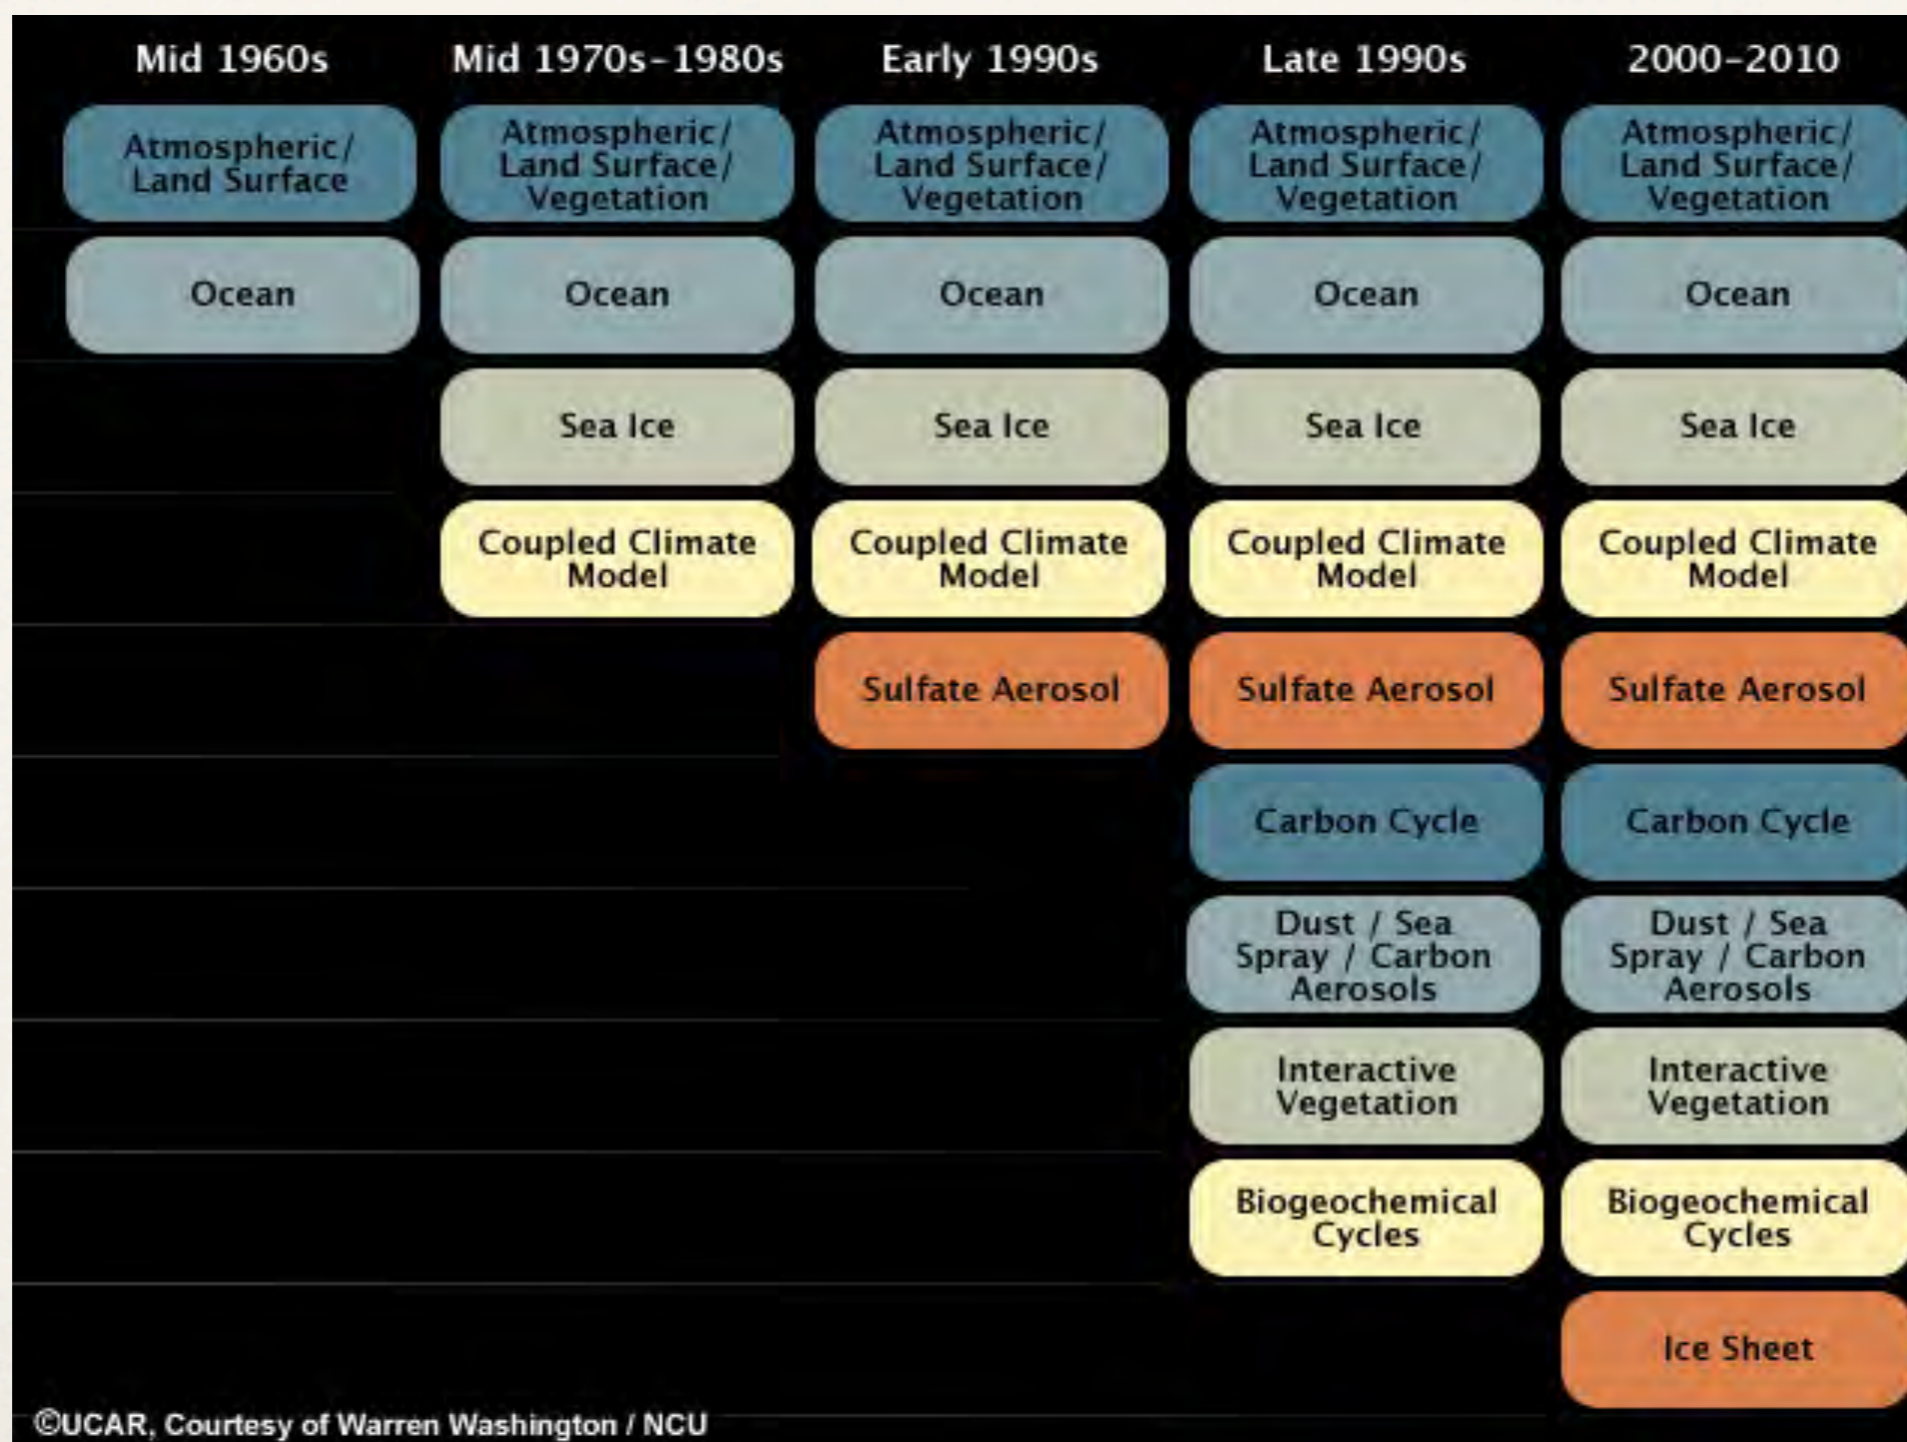 Mid 1960s
Mid 1970s-1980s
Early 1990s
Late 1990s
2000-2010
Atmospheric/
Land Surface
Atmospheric/
Land Surface/
Vegetation
Atmospheric/
Land Surface/
Vegetation
Atmospheric/
Land Surface/
Vegetation
Atmospheric/
Land Surface/
Vegetation
Ocean
Ocean
Ocean
Ocean
Ocean
Sea Ice
Sea Ice
Sea Ice
Sea Ice
Coupled Climate
Model
Coupled Climate
Model
Coupled Climate
Model
Coupled Climate
Model
Sulfate Aerosol
Sulfate Aerosol
Sulfate Aerosol
Carbon Cycle
Carbon Cycle
Dust / Sea
Spray / Carbon
Aerosols
Dust / Sea
Spray / Carbon
Aerosols
Interactive
Vegetation
Interactive
Vegetation
Biogeochemical
Cycles
Biogeochemical
Cycles
Ice Sheet
©UCAR, Courtesy of Warren Washington / NCU